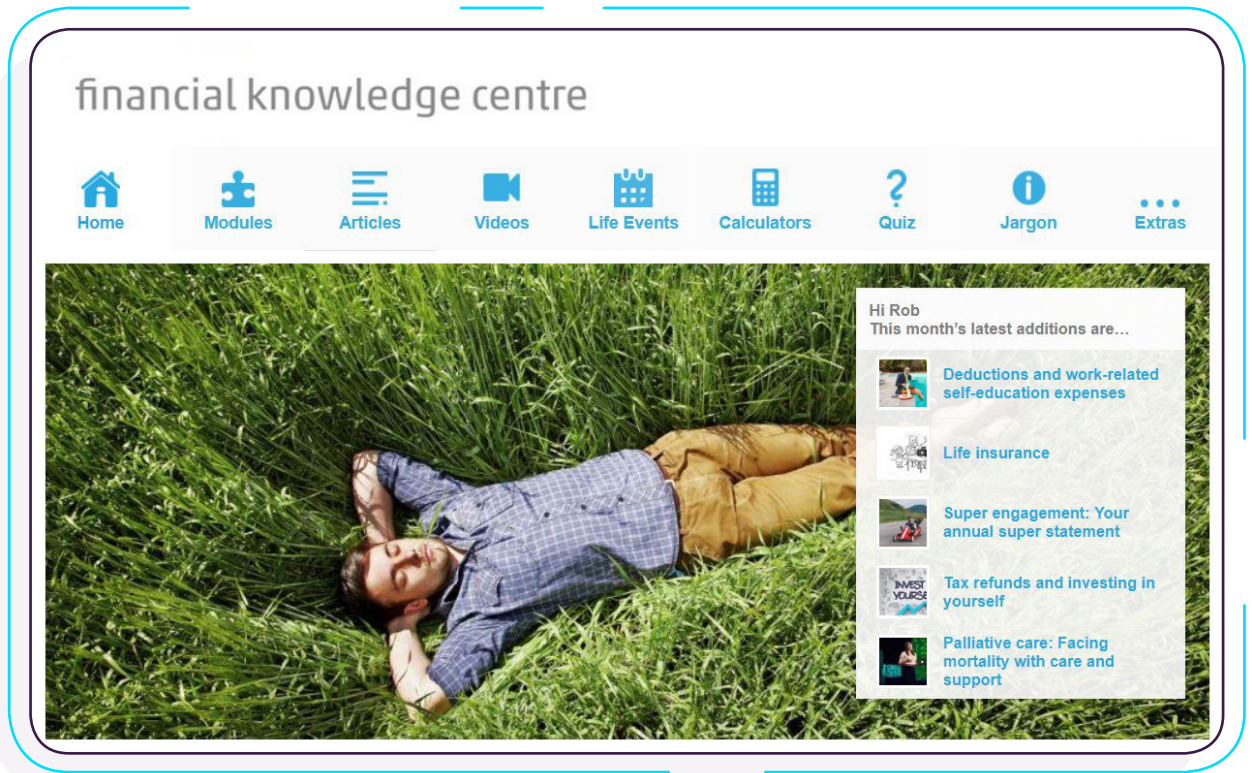 financial knowledge centre
Home
Modules
Articles
Videos
Life Events
Calculators
Quiz
Jargon
Extras
Hi Rob
This month's latest additions are…
Deductions and work-related
self-education expenses
Life insurance
Super engagement: Your
annual super statement
INVEST
Tax refunds and investing in
yourself
Palliative care: Facing
mortality with care and
support